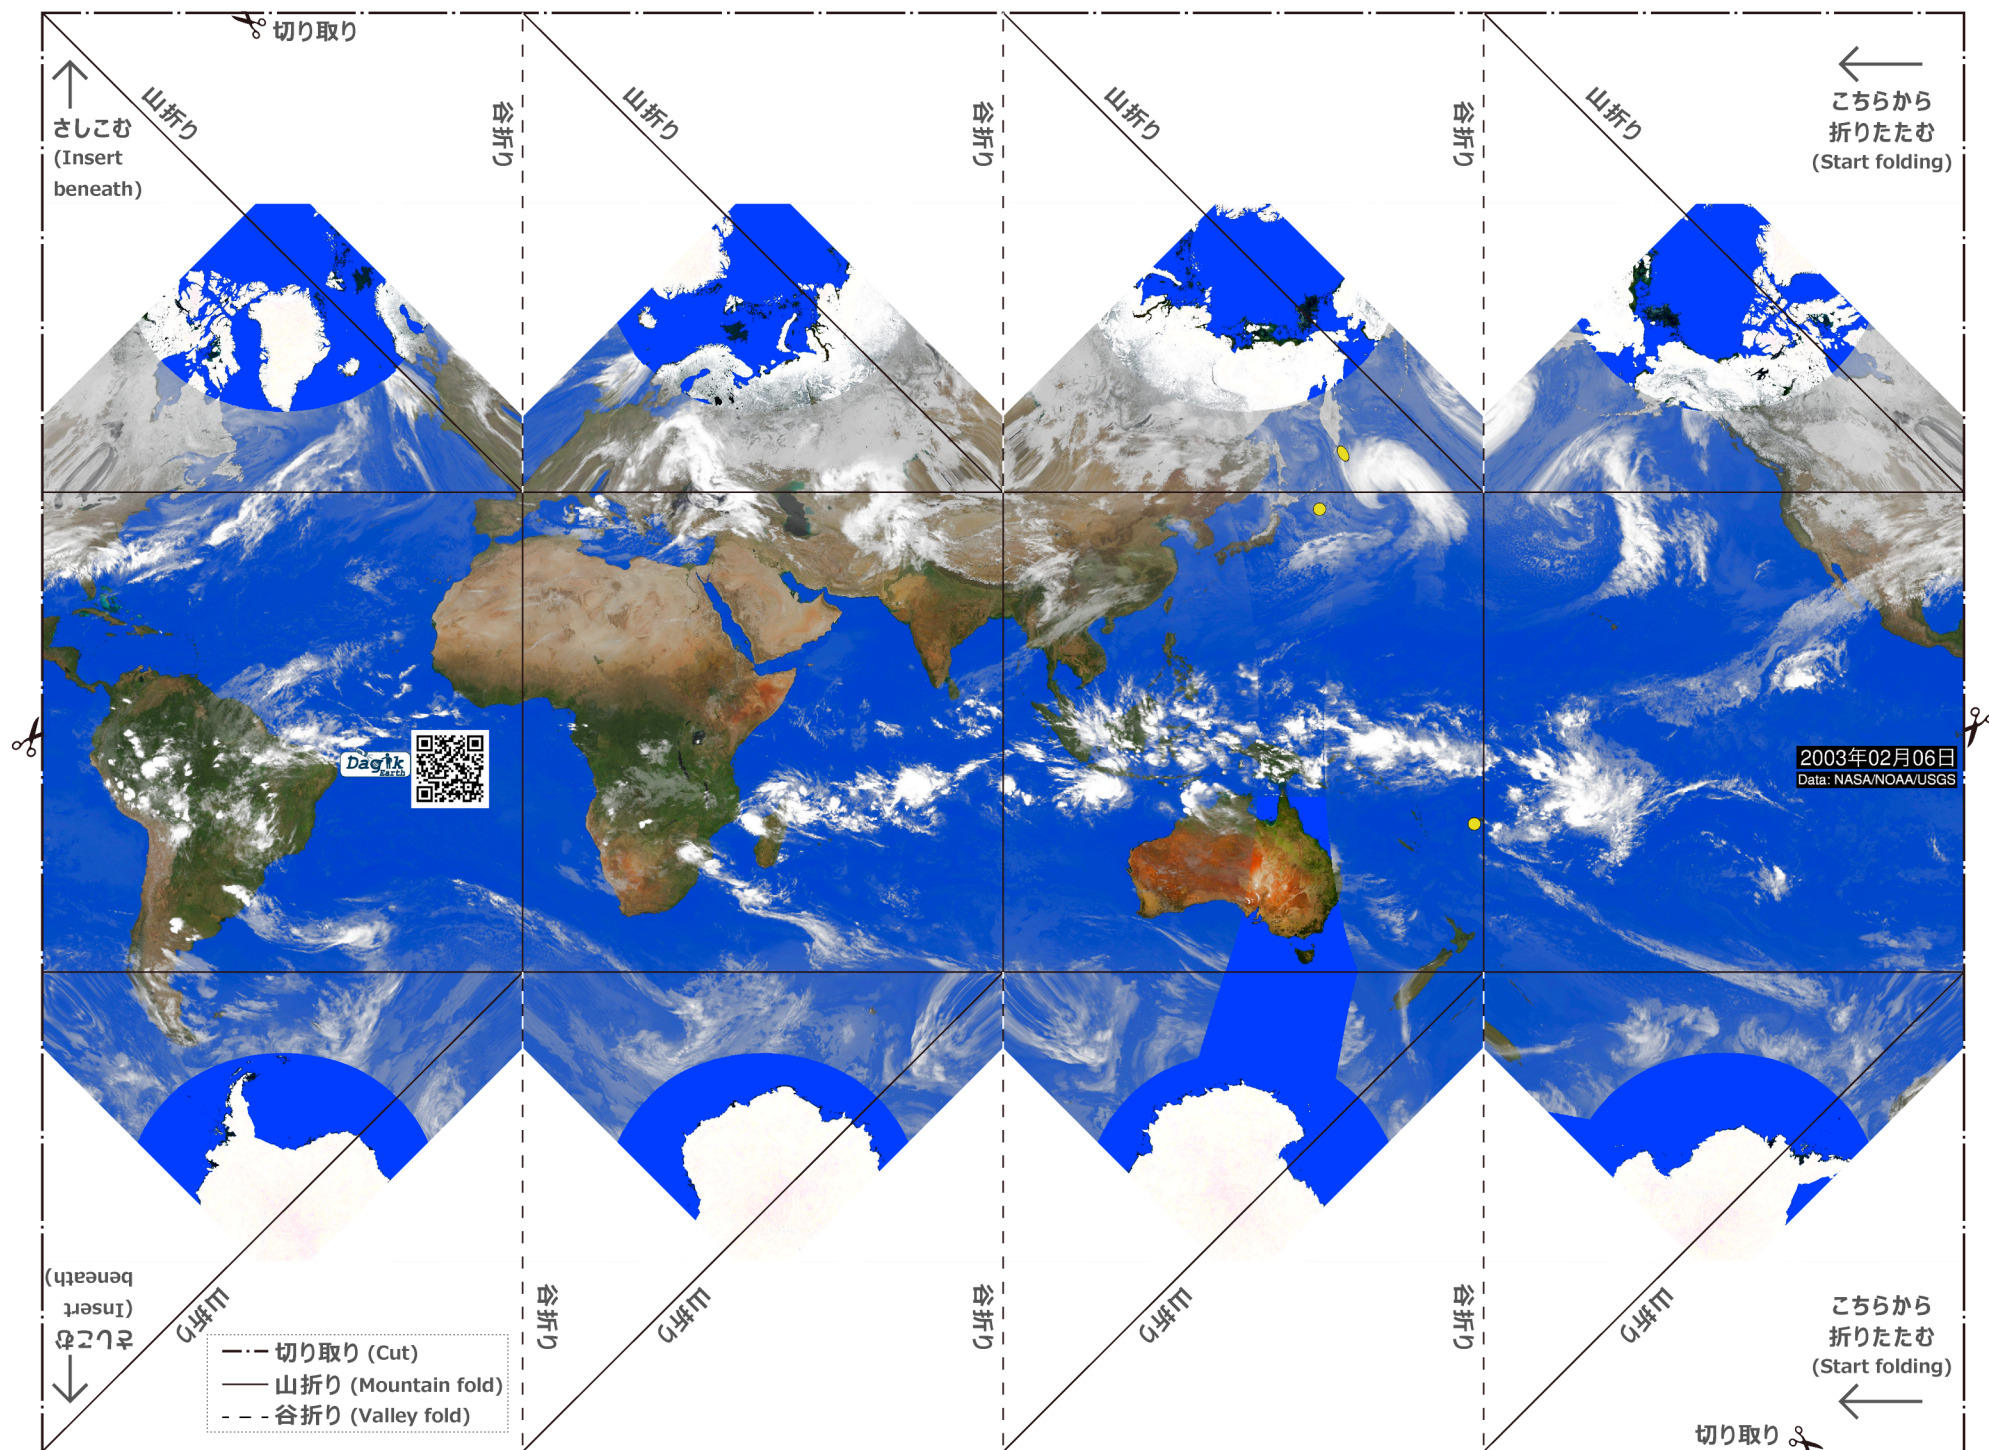 切り取り
さしこむ
(Insert
beneath)
山折り
谷折り
山折り
谷折り
山折り
谷折り
山折り
こちらから
折りたたむ
(Start folding)
Dagik
Earth
2003年02月06日
Data: NASA/NOAA/USGS
さしこむ
(Insert
beneath)
山折り
谷折り
山折り
谷折り
山折り
谷折り
山折り
こちらから
折りたたむ
(Start folding)
切り取り (Cut)
山折り (Mountain fold)
谷折り (Valley fold)
切り取り